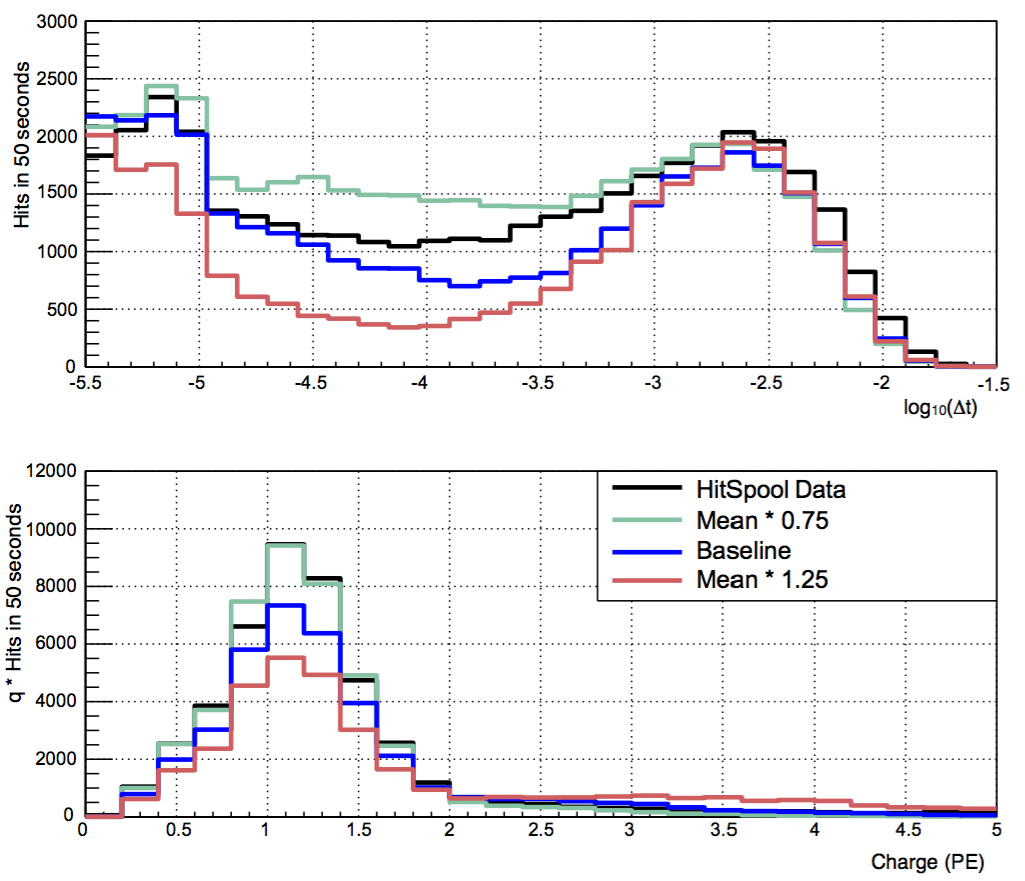 Hits in 50 seconds
3000
2500
2000
1500
1000
500
0
-5.5 -5 -4.5 -4 -3.5 -3 -2.5 -2 -1.5
log₁₀(Δt)
q * Hits in 50 seconds
12000
10000
8000
6000
4000
2000
0
HitSpool Data
Mean * 0.75
Baseline
Mean * 1.25
0 0.5 1 1.5 2 2.5 3 3.5 4 4.5 5
Charge (PE)